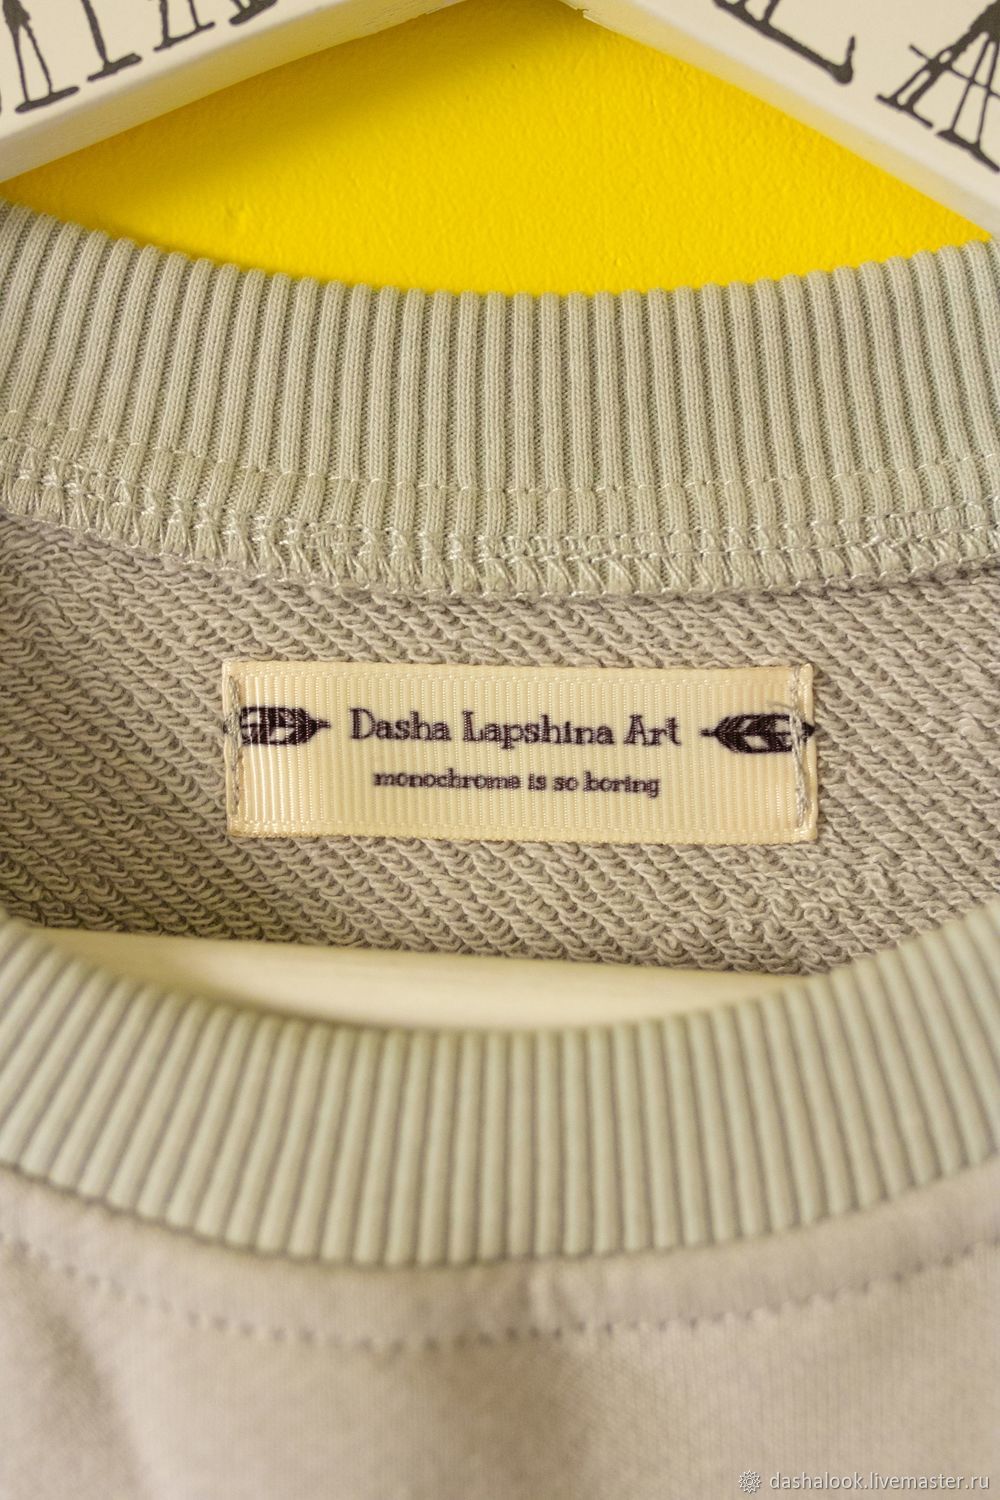 Dasha Lapshina Art
monochrome is so boring
dashalook.livemaster.ru